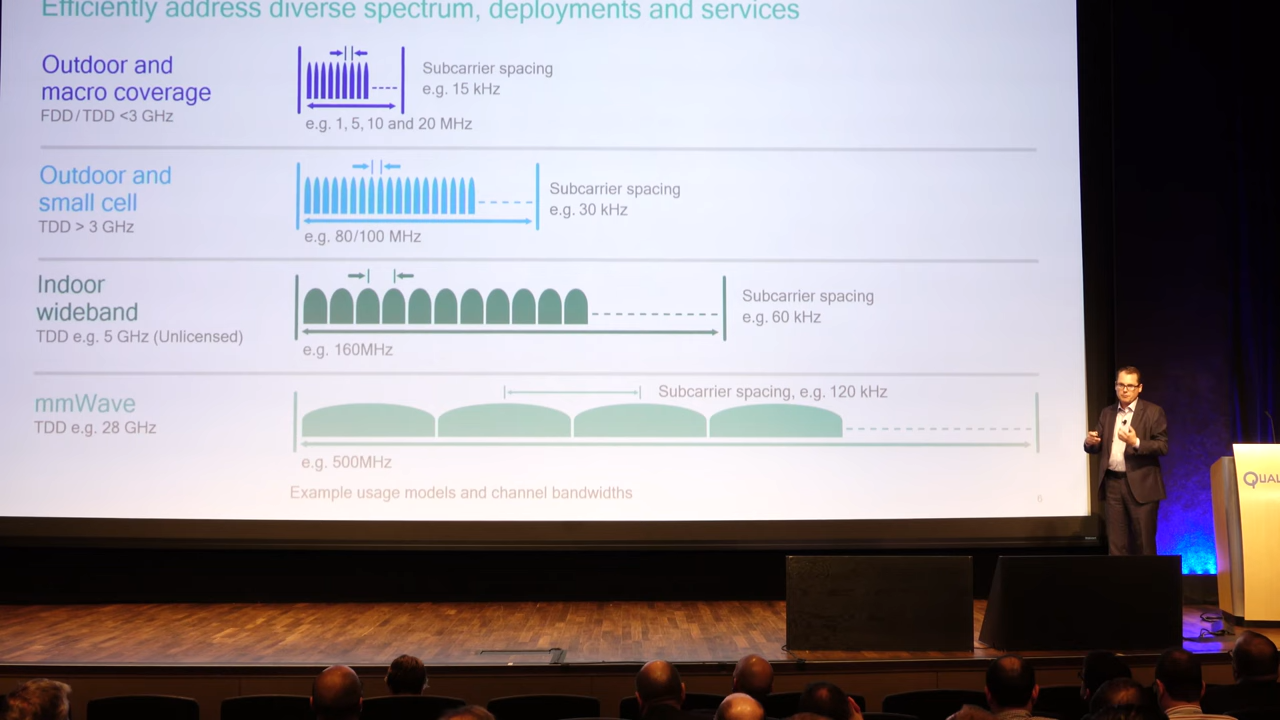 Efficiently address diverse spectrum, deployments and services
Outdoor and
macro coverage
FDD/TDD <3 GHz
Subcarrier spacing
e.g. 15 kHz
e.g. 1, 5, 10 and 20 MHz
Outdoor and
small cell
TDD > 3 GHz
Subcarrier spacing
e.g. 30 kHz
e.g. 80/100 MHz
Indoor
wideband
TDD e.g. 5 GHz (Unlicensed)
Subcarrier spacing
e.g. 60 kHz
e.g. 160MHz
mmWave
TDD e.g. 28 GHz
Subcarrier spacing, e.g. 120 kHz
e.g. 500MHz
Example usage models and channel bandwidths
6
QUAL